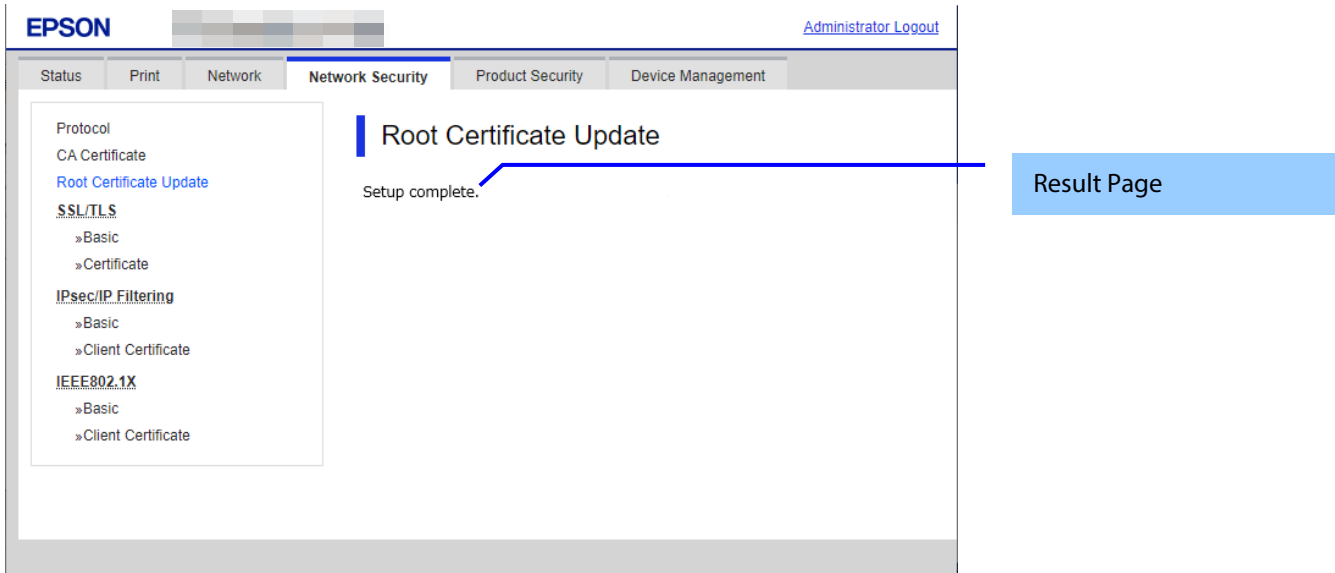 EPSON
Administrator Logout
Status Print Network Network Security Product Security Device Management
Protocol
CA Certificate
Root Certificate Update
SSL/TLS
»Basic
»Certificate
IPsec/IP Filtering
»Basic
»Client Certificate
IEEE802.1X
»Basic
»Client Certificate
Root Certificate Update
Setup complete.
Result Page